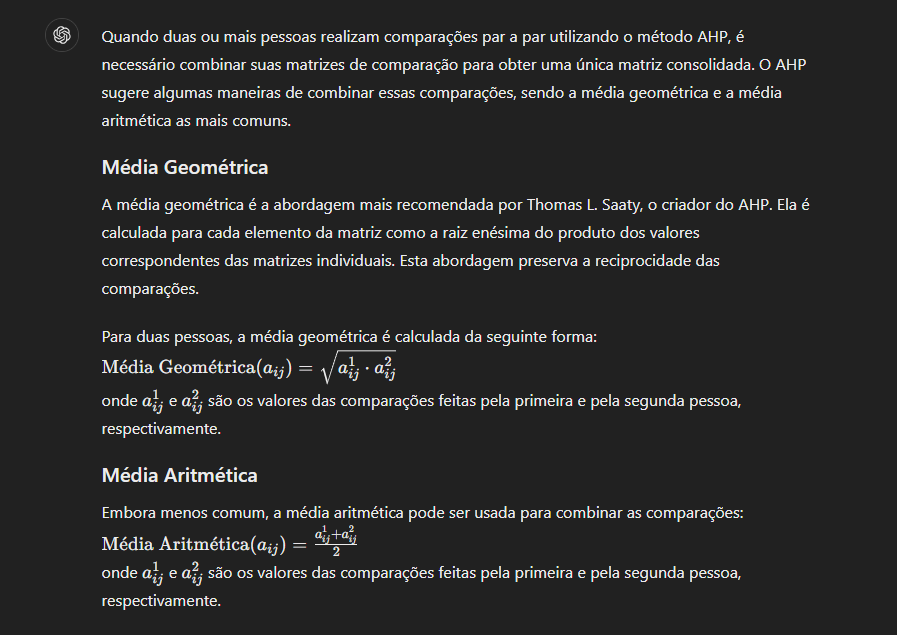 Quando duas ou mais pessoas realizam comparações par a par utilizando o método AHP, é
necessário combinar suas matrizes de comparação para obter uma única matriz consolidada. O AHP
sugere algumas maneiras de combinar essas comparações, sendo a média geométrica e a média
aritmética as mais comuns.
Média Geométrica
A média geométrica é a abordagem mais recomendada por Thomas L. Saaty, o criador do AHP. Ela é
calculada para cada elemento da matriz como a raiz enésima do produto dos valores
correspondentes das matrizes individuais. Esta abordagem preserva a reciprocidade das
comparações.
Para duas pessoas, a média geométrica é calculada da seguinte forma:
Média Geométrica(a_{ij}) = \sqrt{a_{ij}^1 \cdot a_{ij}^2}
onde a_{ij}^1 e a_{ij}^2 são os valores das comparações feitas pela primeira e pela segunda pessoa,
respectivamente.
Média Aritmética
Embora menos comum, a média aritmética pode ser usada para combinar as comparações:
Média Aritmética(a_{ij}) = \frac{a_{ij}^1 + a_{ij}^2}{2}
onde a_{ij}^1 e a_{ij}^2 são os valores das comparações feitas pela primeira e pela segunda pessoa,
respectivamente.